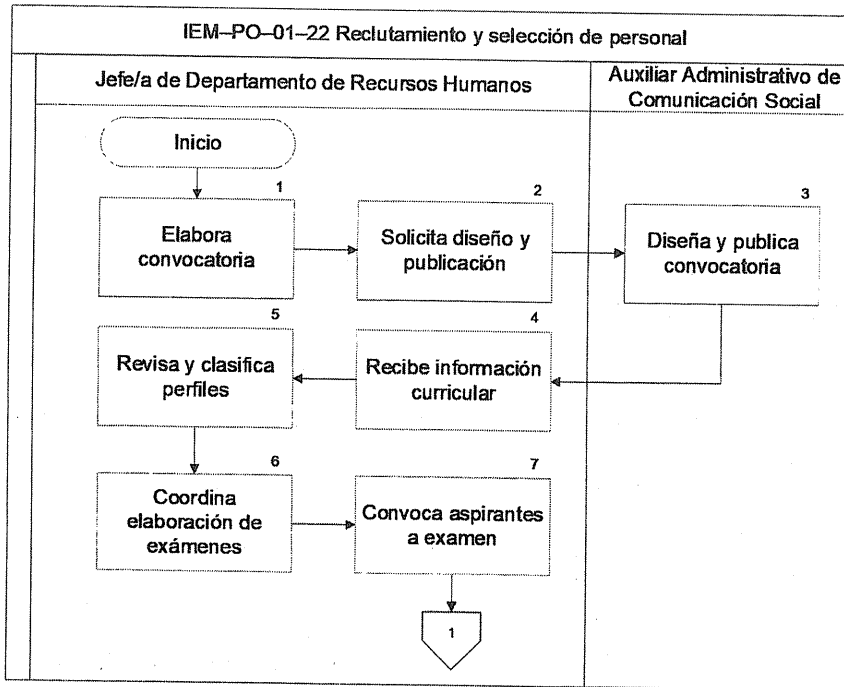 IEM–PO–01–22 Reclutamiento y selección de personal
Jefe/a de Departamento de Recursos Humanos
Auxiliar Administrativo de
Comunicación Social
Inicio
1
Elabora
convocatoria
2
Solicita diseño y
publicación
3
Diseña y publica
convocatoria
4
Recibe información
curricular
5
Revisa y clasifica
perfiles
6
Coordina
elaboración de
exámenes
7
Convoca aspirantes
a examen
1